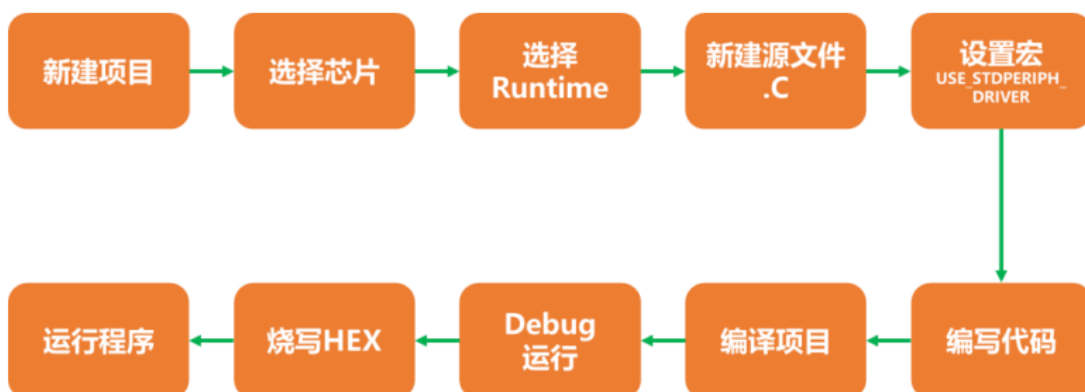 新建项目
选择芯片
选择
Runtime
新建源文件
.C
设置宏
USE_STDPERIPH_
DRIVER
编写代码
编译项目
Debug
运行
烧写HEX
运行程序